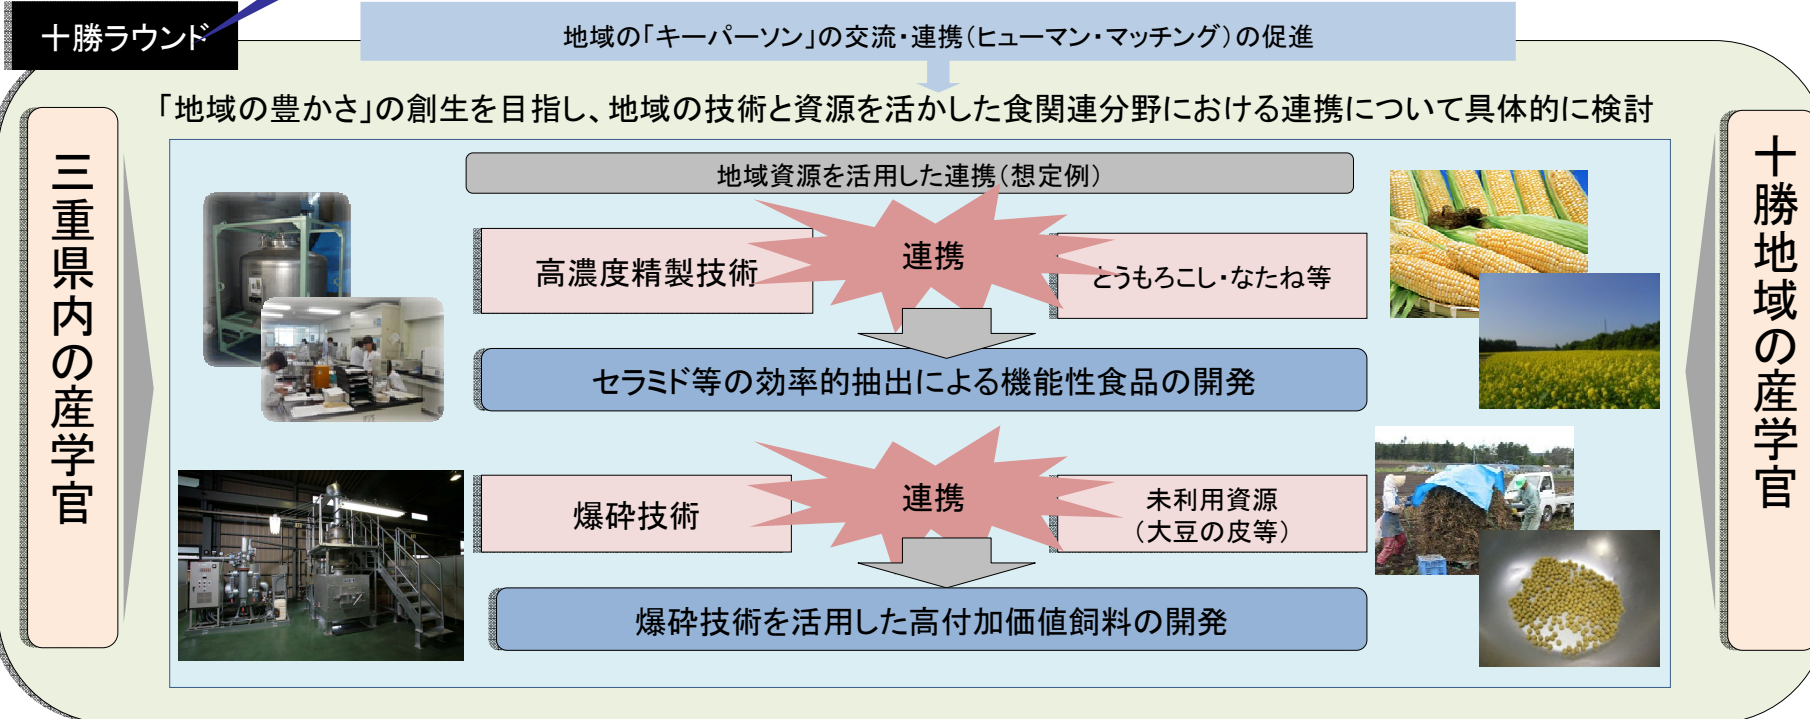 十勝ラウンド
地域の「キーパーソン」の交流・連携(ヒューマン・マッチング)の促進
「地域の豊かさ」の創生を目指し、地域の技術と資源を活かした食関連分野における連携について具体的に検討
三重県内の産学官
地域資源を活用した連携(想定例)
高濃度精製技術
連携
とうもろこし・なたね等
セラミド等の効率的抽出による機能性食品の開発
爆砕技術
連携
未利用資源
(大豆の皮等)
爆砕技術を活用した高付加価値飼料の開発
十勝地域の産学官